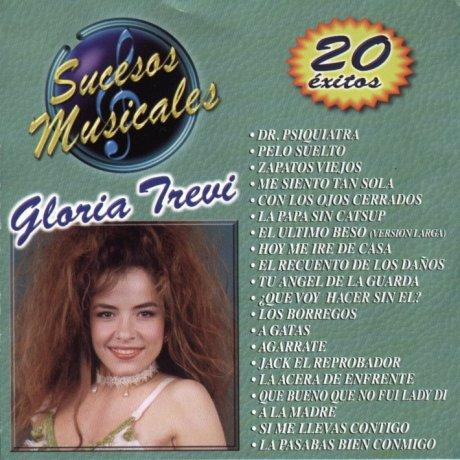 Sucesos
Musicales
20
éxitos
Gloria Trevi
• DR. PSIQUIATRA
• PELO SUELTO
• ZAPATOS VIEJOS
• ME SIENTO TAN SOLA
• CON LOS OJOS CERRADOS
• LA PAPA SIN CATSUP
• EL ULTIMO BESO (VERSIÓN LARGA)
• HOY ME IRE DE CASA
• EL RECUENTO DE LOS DAÑOS
• TU ANGEL DE LA GUARDA
• ¿QUE VOY HACER SIN EL?
• LOS BORREGOS
• A GATAS
• AGARRATE
• JACK EL REPROBADOR
• LA ACERA DE ENFRENTE
• QUE BUENO QUE NO FUI LADY DI
• A LA MADRE
• SI ME LLEVAS CONTIGO
• LA PASABAS BIEN CONMIGO